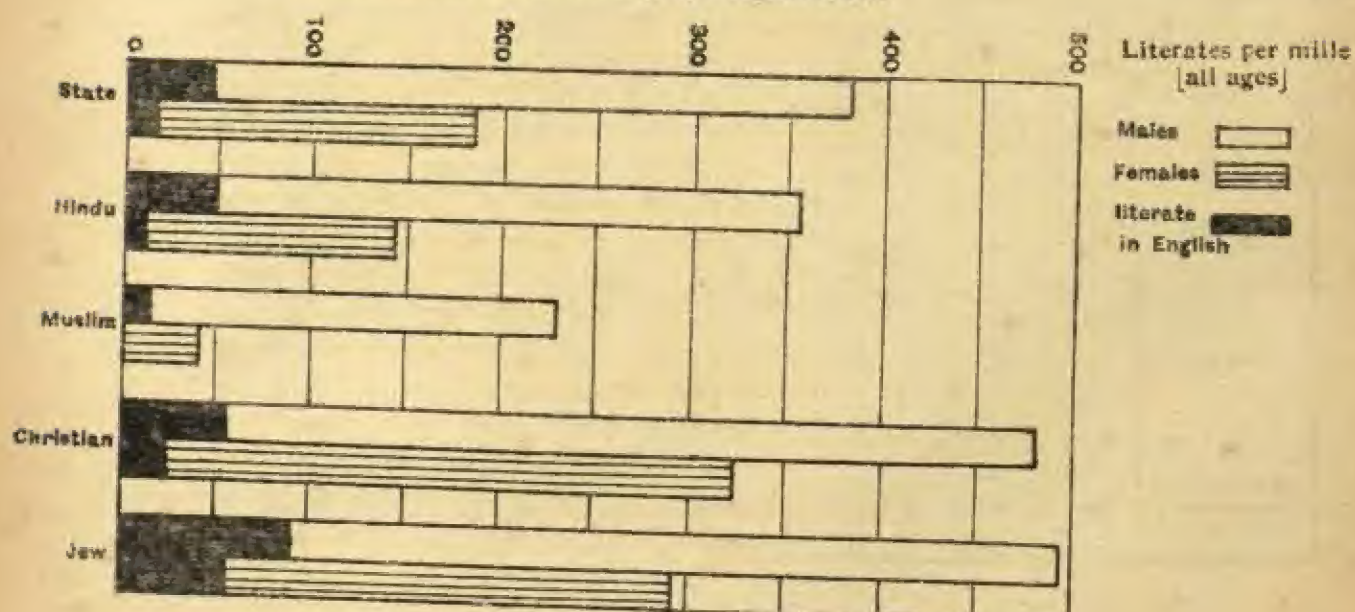 0 100 200 300 400 500
Literates per mille
[all ages]
Males
Females
literate
in English
State
Hindu
Muslim
Christian
Jew